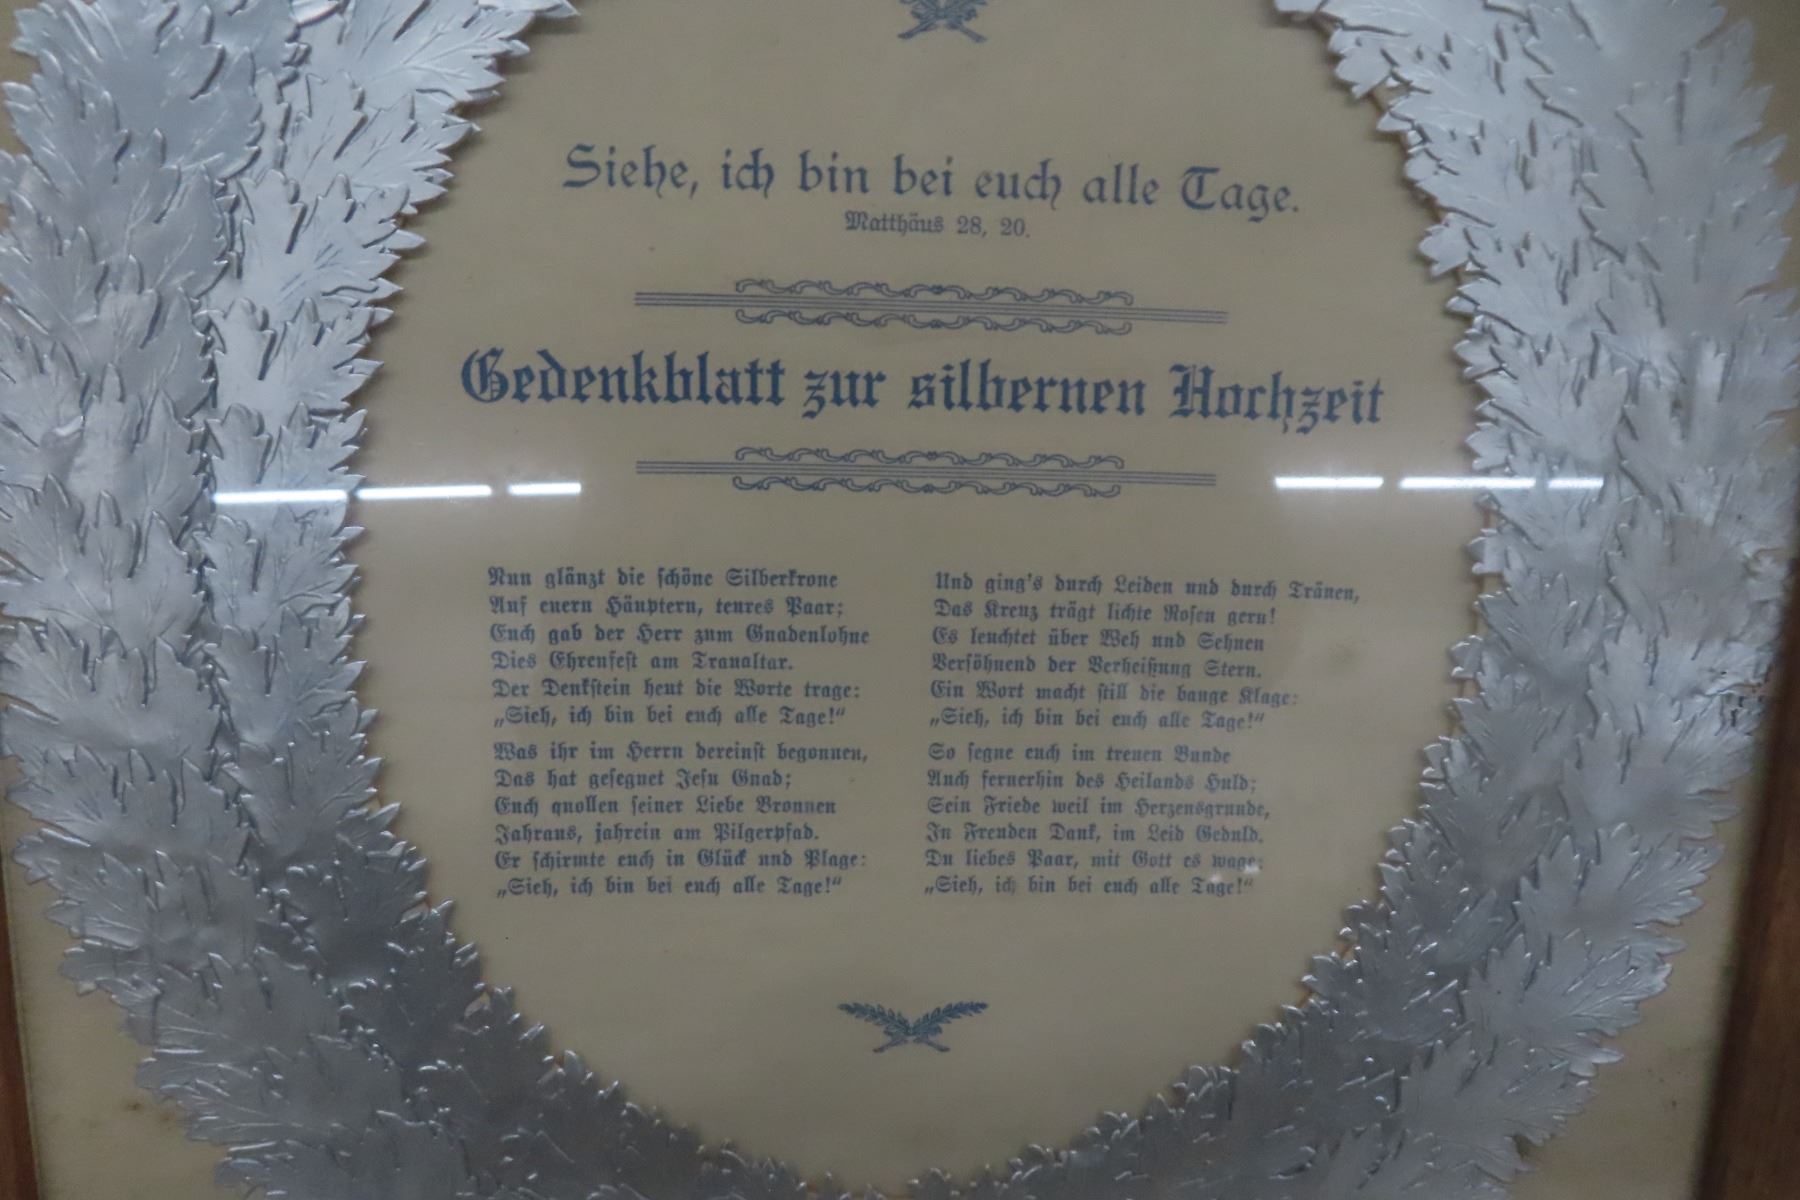 Siehe, ich bin bei euch alle Tage.
Matthäus 28, 20.
Gedenkblatt zur silbernen Hochzeit
Nun glänzt die schöne Silberkrone
Auf euern Häuptern, teures Paar;
Euch gab der Herr zum Gnadenlohne
Dies Ehrenfest am Traualtar.
Der Denkstein heut die Worte trage:
„Sieh, ich bin bei euch alle Tage!“
Was ihr im Herrn dereinst begonnen,
Das hat gesegnet Jesu Gnad;
Euch quollen seiner Liebe Bronnen
Jahraus, jahrein am Pilgerpfad.
Er schirmte euch in Glück und Plage:
„Sieh, ich bin bei euch alle Tage!“
Und ging's durch Leiden und durch Tränen,
Das Kreuz trägt lichte Rosen gern!
Es leuchtet über Weh und Sehnen
Versöhnend der Verheißung Stern.
Ein Wort macht still die bange Klage:
„Sieh, ich bin bei euch alle Tage!“
So segne euch im treuen Bunde
Auch fernerhin des Heilands Huld;
Sein Friede weil im Herzensgrunde,
In Freuden Dank, im Leid Geduld.
Du liebes Paar, mit Gott es wage:
„Sieh, ich bin bei euch alle Tage!“